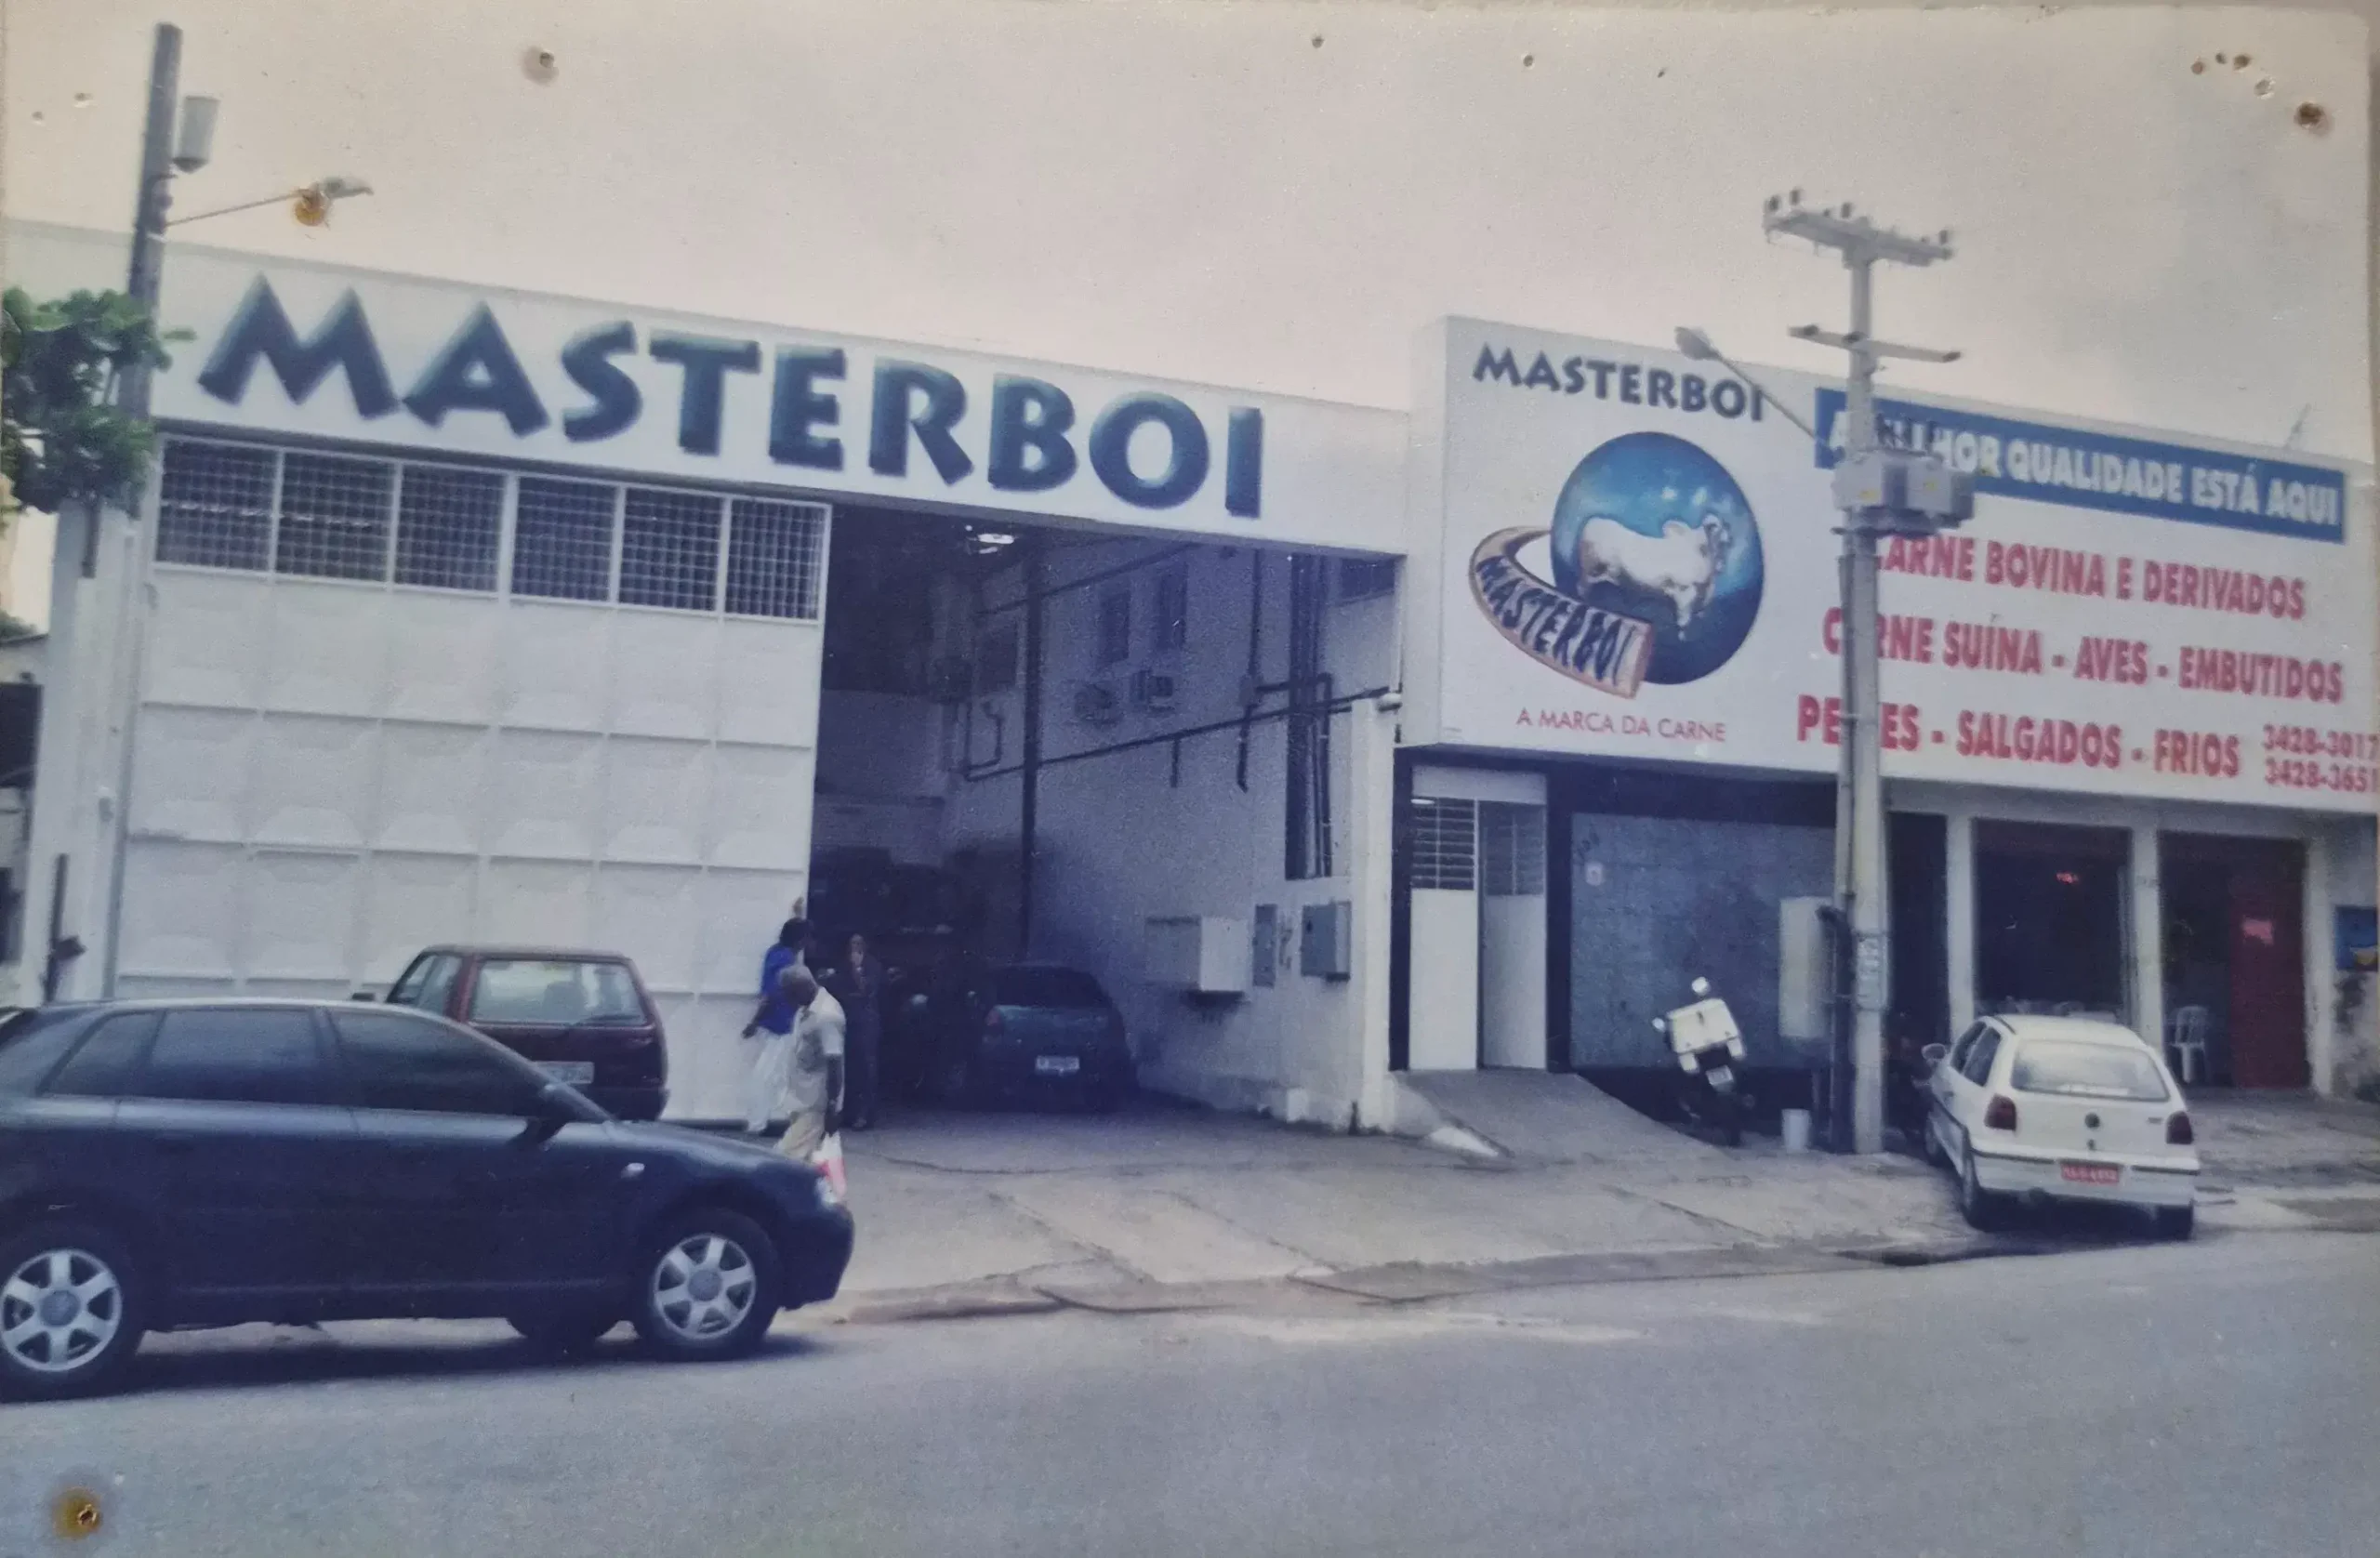 MASTERBOI
MASTERBOI
MASTERBOI
A MARCA DA CARNE
QUALIDADE ESTÁ AQUI
CARNE BOVINA E DERIVADOS
CARNE SUÍNA - AVES - EMBUTIDOS
- SALGADOS - FRIOS
3428-3017
3428-3651